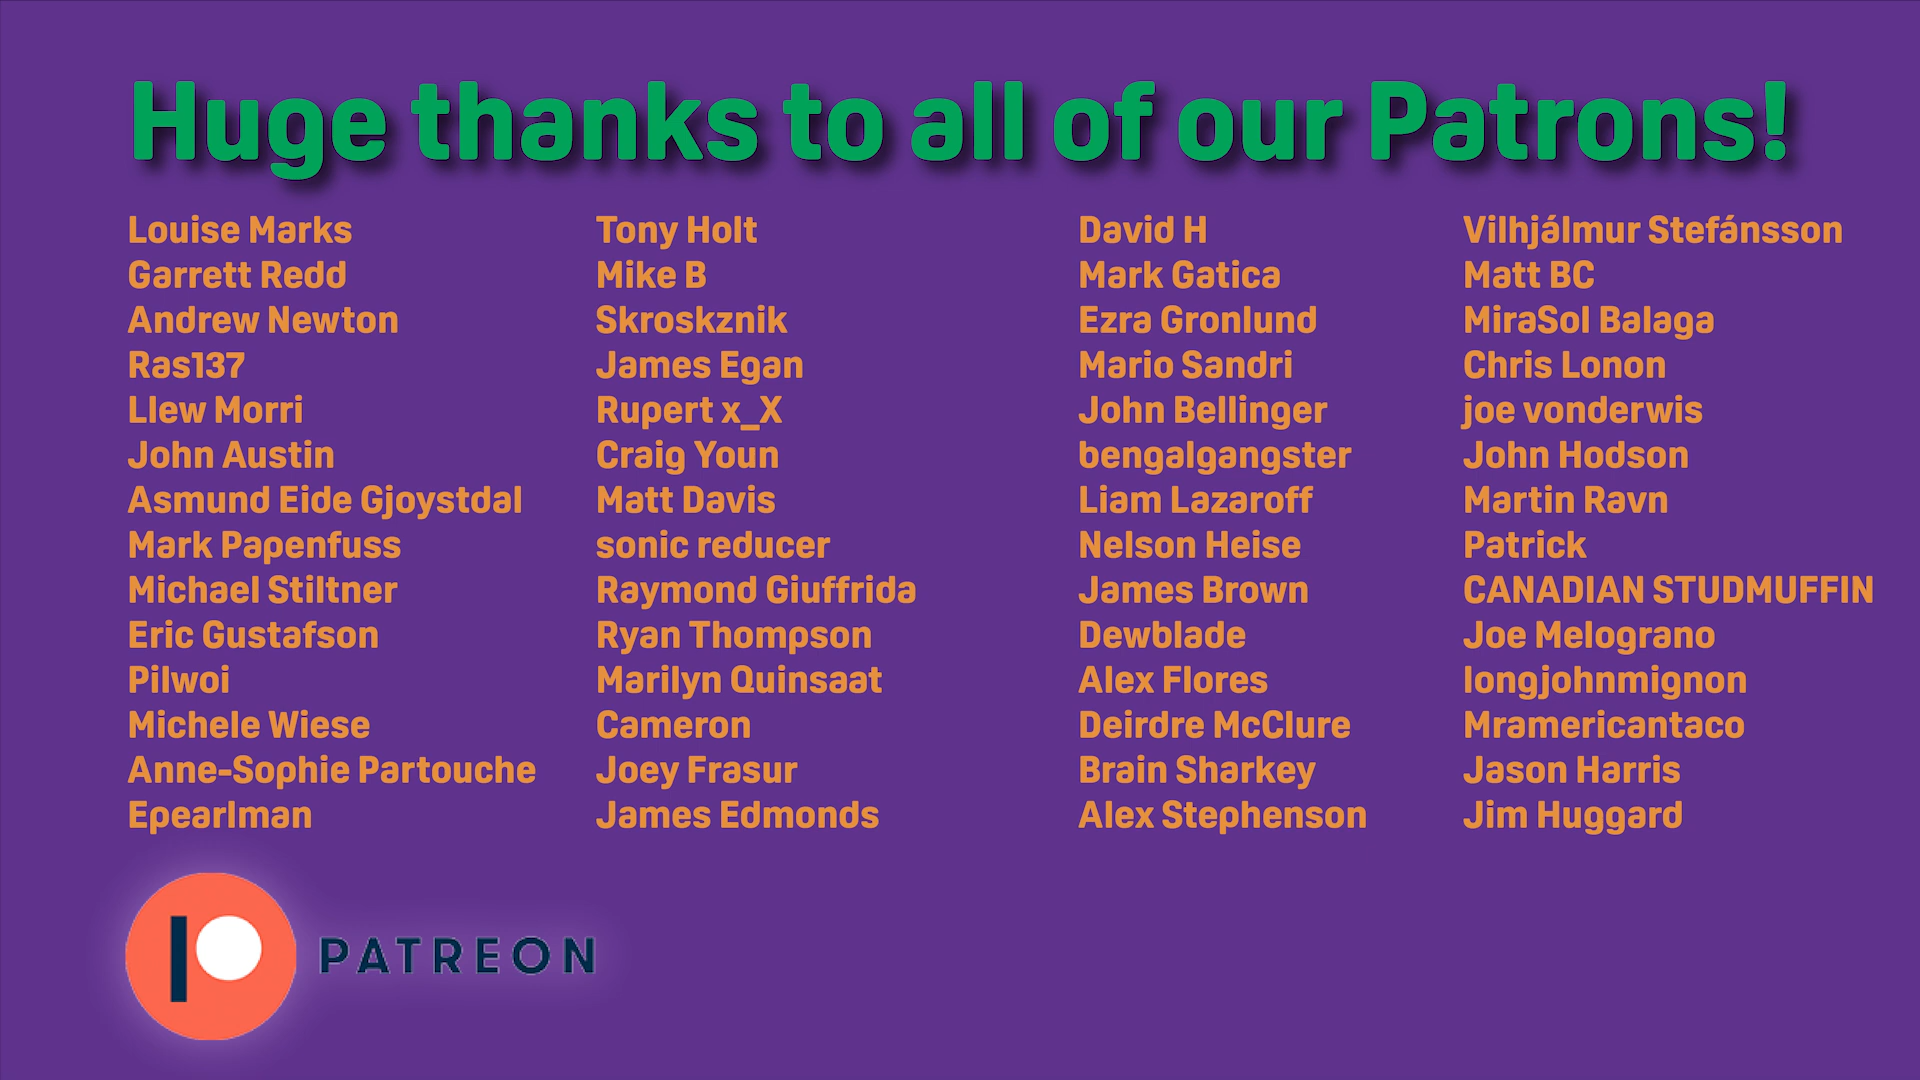 Huge thanks to all of our Patrons!
Louise Marks
Garrett Redd
Andrew Newton
Ras137
Llew Morri
John Austin
Asmund Eide Gjoystdal
Mark Papenfuss
Michael Stiltner
Eric Gustafson
Pilwoi
Michele Wiese
Anne-Sophie Partouche
Epearlman
Tony Holt
Mike B
Skroskznik
James Egan
Rupert x_X
Craig Youn
Matt Davis
sonic reducer
Raymond Giuffrida
Ryan Thompson
Marilyn Quinsaat
Cameron
Joey Frasur
James Edmonds
David H
Mark Gatica
Ezra Gronlund
Mario Sandri
John Bellinger
bengalgangster
Liam Lazaroff
Nelson Heise
James Brown
Dewblade
Alex Flores
Deirdre McClure
Brain Sharkey
Alex Stephenson
Vilhjálmur Stefánsson
Matt BC
MiraSol Balaga
Chris Lonon
joe vonderwis
John Hodson
Martin Ravn
Patrick
CANADIAN STUDMUFFIN
Joe Melograno
longjohnmignon
Mramericantaco
Jason Harris
Jim Huggard
PATREON